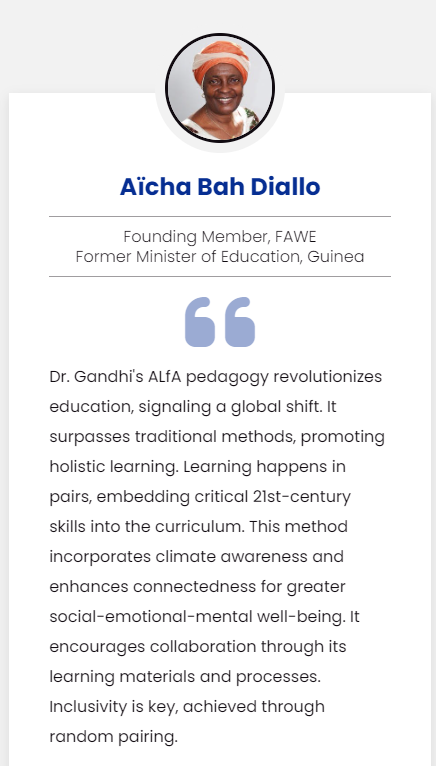 Aïcha Bah Diallo
Founding Member, FAWE
Former Minister of Education, Guinea
Dr. Gandhi's ALfA pedagogy revolutionizes
education, signaling a global shift. It
surpasses traditional methods, promoting
holistic learning. Learning happens in
pairs, embedding critical 21st-century
skills into the curriculum. This method
incorporates climate awareness and
enhances connectedness for greater
social-emotional-mental well-being. It
encourages collaboration through its
learning materials and processes.
Inclusivity is key, achieved through
random pairing.